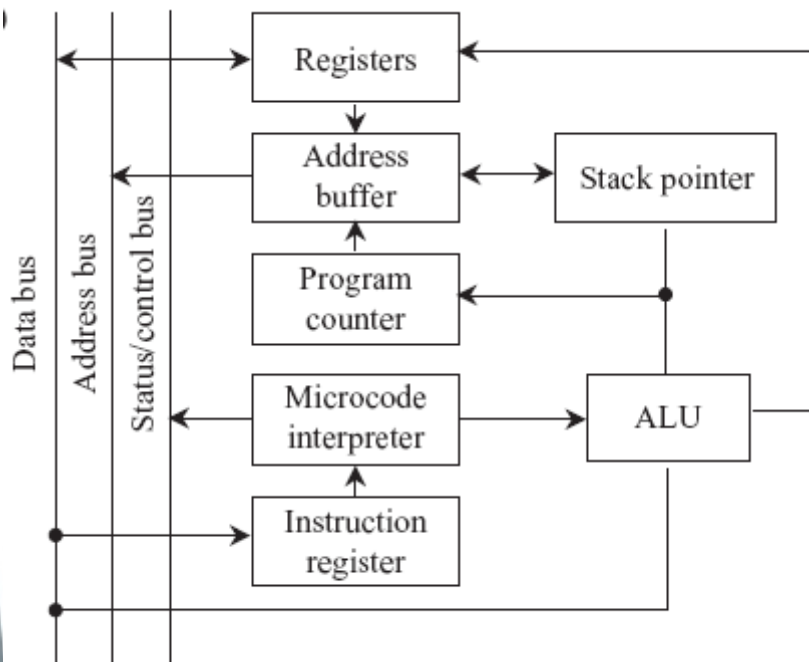 Registers
Address
buffer
Stack pointer
Program
counter
Data bus
Address bus
Status/control bus
Microcode
interpreter
ALU
Instruction
register